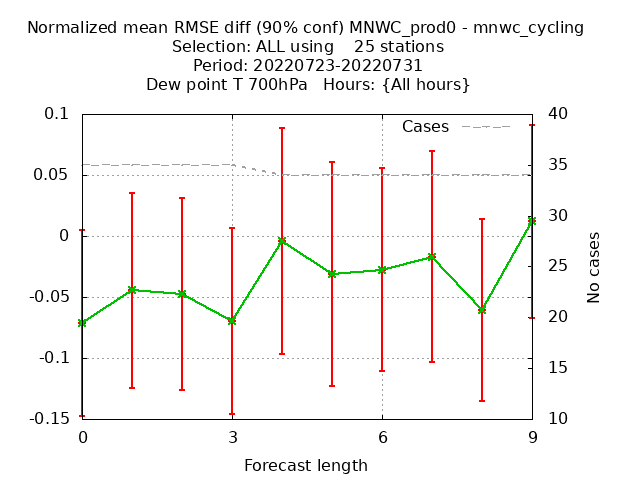 Normalized mean RMSE diff (90% conf) MNWC_prod0 - mnwc_cycling
Selection: ALL using    25 stations
Period: 20220723-20220731
Dew point T 700hPa   Hours: {All hours}
Cases
0.1
0.05
0
-0.05
-0.1
-0.15
40
35
30
25
20
15
10
No cases
0
3
6
9
Forecast length